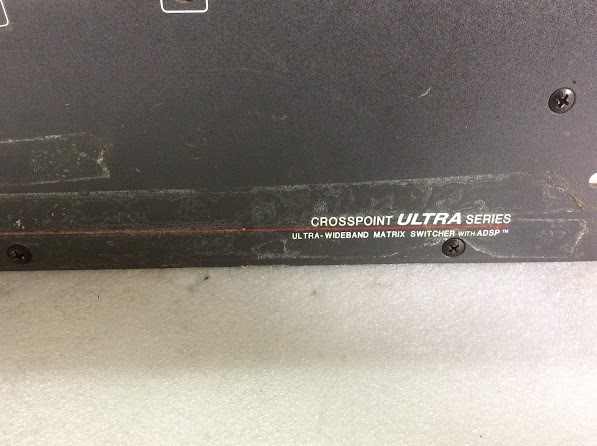 CROSSPOINT ULTRA SERIES
ULTRA-WIDEBAND MATRIX SWITCHER WITH ADSP™